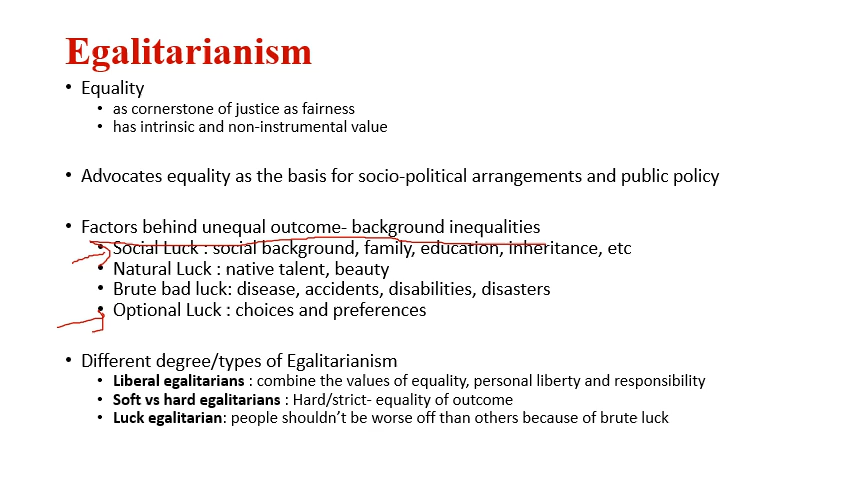 Egalitarianism
• Equality
• as cornerstone of justice as fairness
• has intrinsic and non-instrumental value
• Advocates equality as the basis for socio-political arrangements and public policy
• Factors behind unequal outcome- background inequalities
• Social Luck : social background, family, education, inheritance, etc
• Natural Luck : native talent, beauty
• Brute bad luck: disease, accidents, disabilities, disasters
• Optional Luck : choices and preferences
• Different degree/types of Egalitarianism
• Liberal egalitarians : combine the values of equality, personal liberty and responsibility
• Soft vs hard egalitarians : Hard/strict- equality of outcome
• Luck egalitarian: people shouldn’t be worse off than others because of brute luck